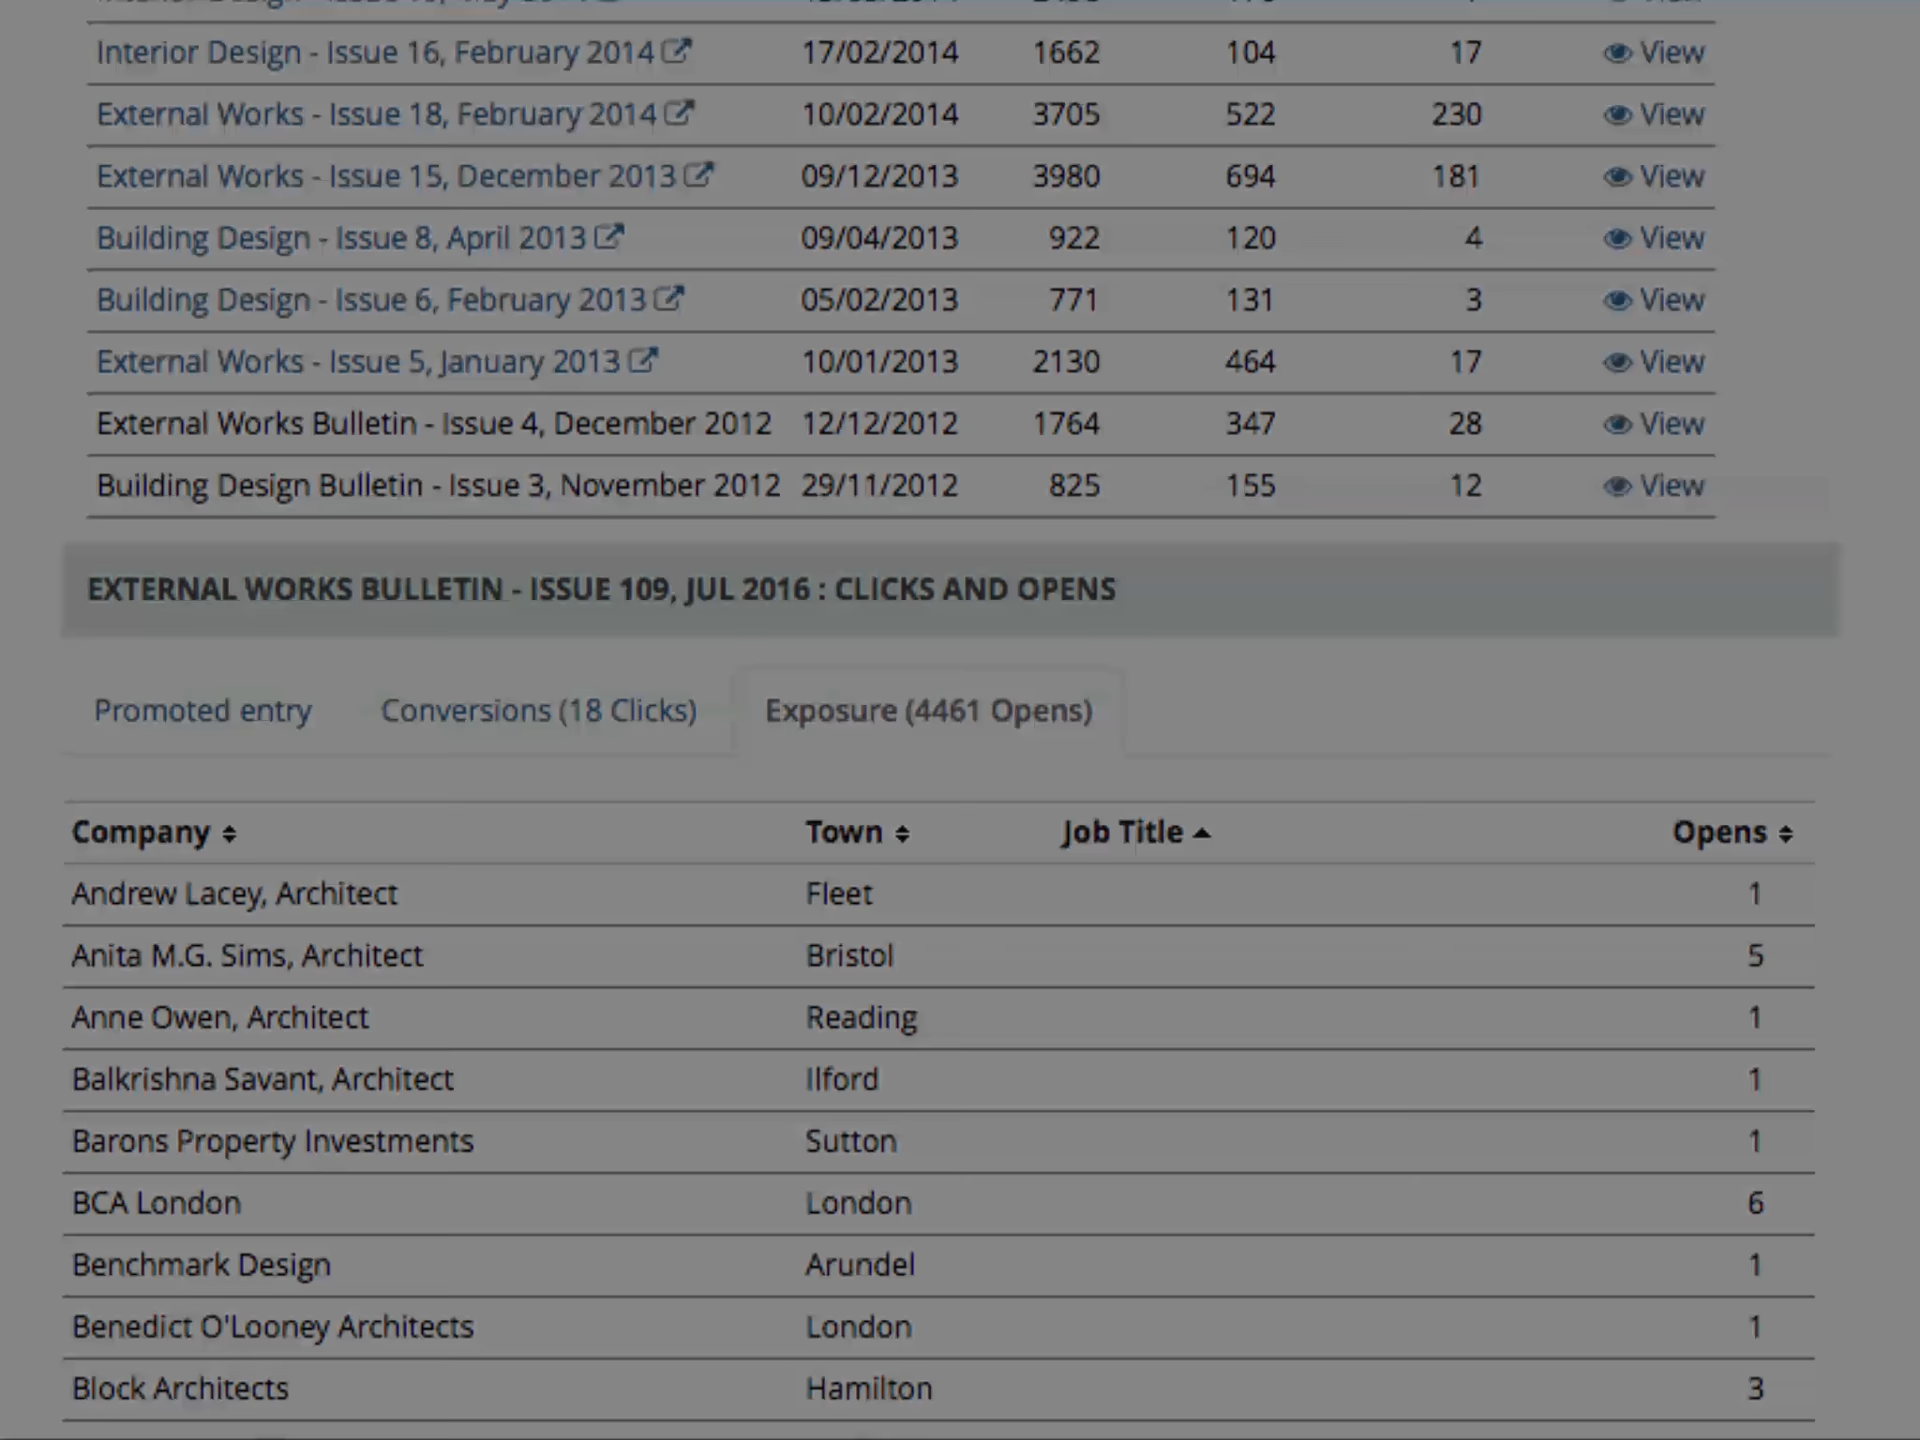 Interior Design - Issue 16, February 2014 17/02/2014 1662 104 17 View
External Works - Issue 18, February 2014 10/02/2014 3705 522 230 View
External Works - Issue 15, December 2013 09/12/2013 3980 694 181 View
Building Design - Issue 8, April 2013 09/04/2013 922 120 4 View
Building Design - Issue 6, February 2013 05/02/2013 771 131 3 View
External Works - Issue 5, January 2013 10/01/2013 2130 464 17 View
External Works Bulletin - Issue 4, December 2012 12/12/2012 1764 347 28 View
Building Design Bulletin - Issue 3, November 2012 29/11/2012 825 155 12 View
EXTERNAL WORKS BULLETIN - ISSUE 109, JUL 2016 : CLICKS AND OPENS
Promoted entry Conversions (18 Clicks) Exposure (4461 Opens)
Company Town Job Title Opens
Andrew Lacey, Architect Fleet 1
Anita M.G. Sims, Architect Bristol 5
Anne Owen, Architect Reading 1
Balkrishna Savant, Architect Ilford 1
Barons Property Investments Sutton 1
BCA London London 6
Benchmark Design Arundel 1
Benedict O'Looney Architects London 1
Block Architects Hamilton 3